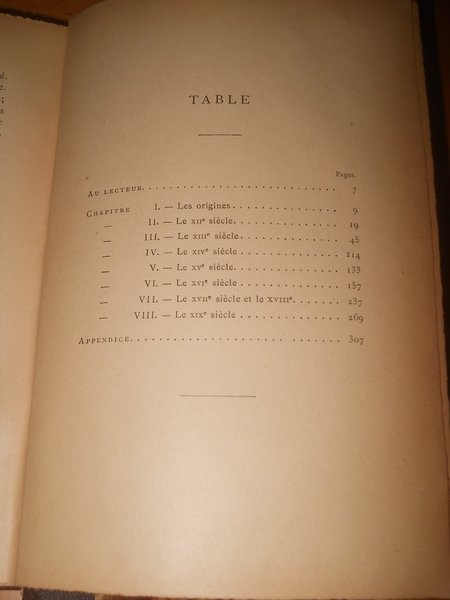 é.
e.
;
s
r
-
TABLE
Pages.
AU LECTEUR. . . . . . . . . . . . . . . . . . . . . . . . . . . 7
CHAPITRE I. — Les origines . . . . . . . . . . . . . . . 9
— II. — Le XIIe siècle. . . . . . . . . . . . . . . 19
— III. — Le XIIIe siècle . . . . . . . . . . . . . . 45
— IV. — Le XIVe siècle . . . . . . . . . . . . . . 114
— V. — Le XVe siècle. . . . . . . . . . . . . . . 133
— VI. — Le XVIe siècle . . . . . . . . . . . . . . 157
— VII. — Le XVIIe siècle et le XVIIIe. . . . . . . 237
— VIII. — Le XIXe siècle . . . . . . . . . . . . . . 269
APPENDICE. . . . . . . . . . . . . . . . . . . . . . . . . . . 307